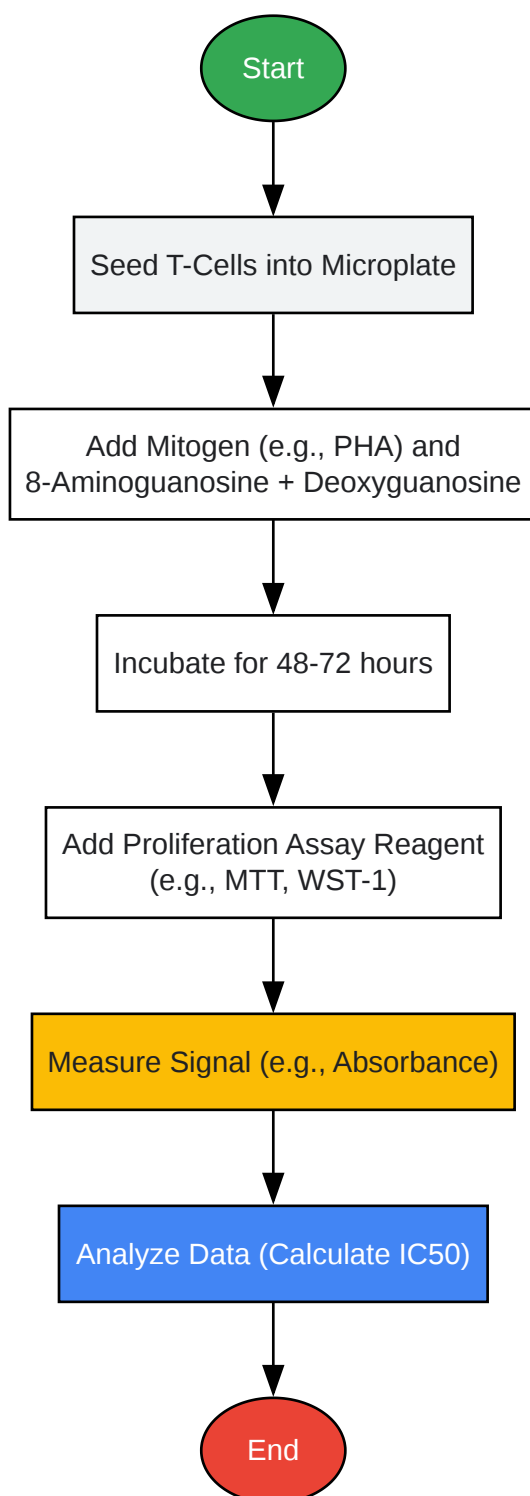 Start
Seed T-Cells into Microplate
Add Mitogen (e.g., PHA) and
8-Aminoguanosine + Deoxyguanosine
Incubate for 48-72 hours
Add Proliferation Assay Reagent
(e.g., MTT, WST-1)
Measure Signal (e.g., Absorbance)
Analyze Data (Calculate IC50)
End